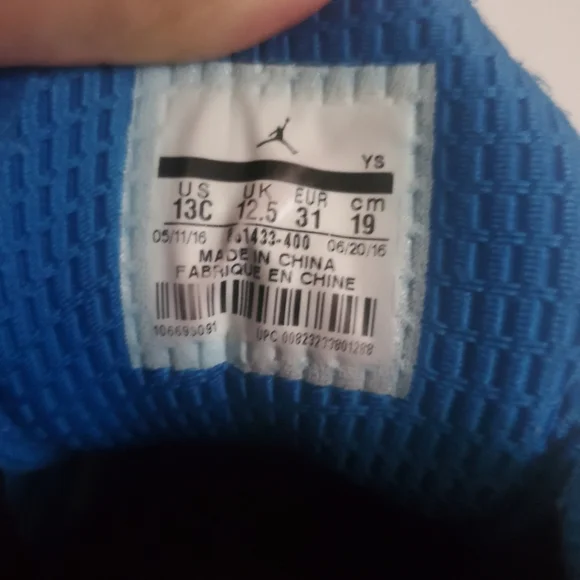 YS
US UK EUR cm
13C 12.5 31 19
05/11/16 06/20/16
MADE IN CHINA
FABRIQUE EN CHINE
UPC